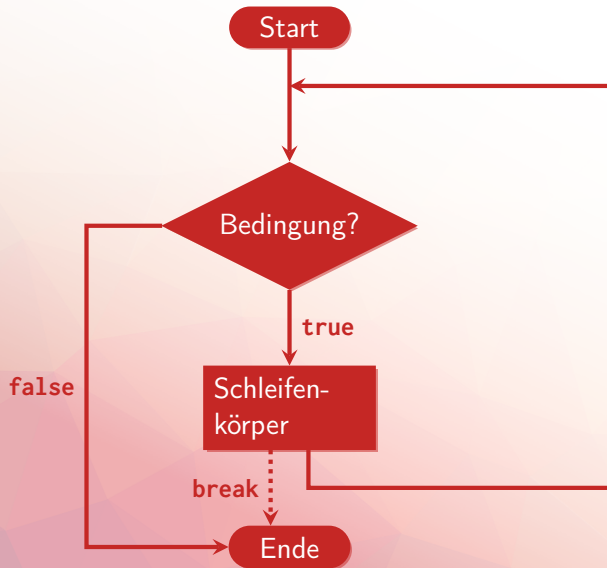 Start
Bedingung?
true
false
Schleifen-
körper
break
Ende